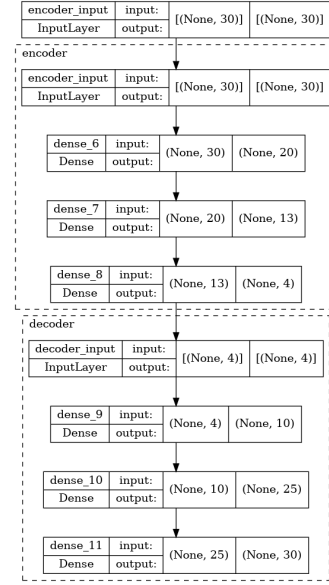 encoder_input input: [(None, 30)] [(None, 30)]
InputLayer output:
encoder
encoder_input input: [(None, 30)] [(None, 30)]
InputLayer output:
dense_6 input: (None, 30) (None, 20)
Dense output:
dense_7 input: (None, 20) (None, 13)
Dense output:
dense_8 input: (None, 13) (None, 4)
Dense output:
decoder
decoder_input input: [(None, 4)] [(None, 4)]
InputLayer output:
dense_9 input: (None, 4) (None, 10)
Dense output:
dense_10 input: (None, 10) (None, 25)
Dense output:
dense_11 input: (None, 25) (None, 30)
Dense output: